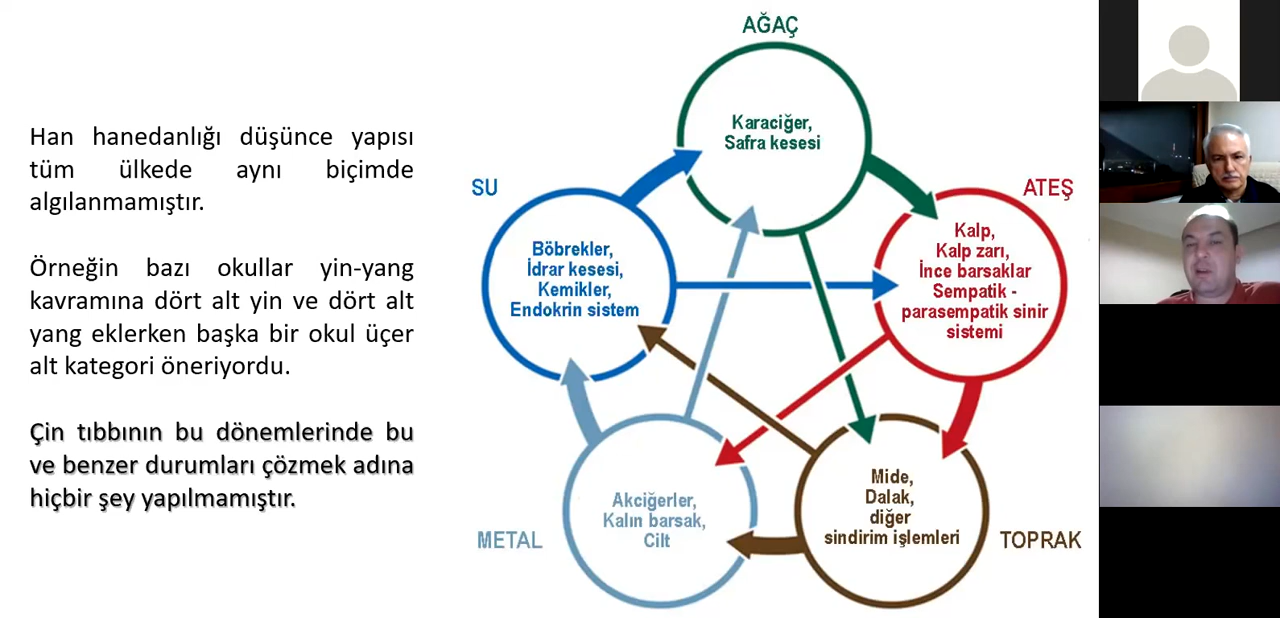 Han hanedanlığı düşünce yapısı
tüm ülkede aynı biçimde
algılanmamıştır.
Örneğin bazı okullar yin-yang
kavramına dört alt yin ve dört alt
yang eklerken başka bir okul üçer
alt kategori öneriyordu.
Çin tıbbının bu dönemlerinde bu
ve benzer durumları çözmek adına
hiçbir şey yapılmamıştır.
AĞAÇ
Karaciğer,
Safra kesesi
SU
Böbrekler,
İdrar kesesi,
Kemikler,
Endokrin sistem
ATEŞ
Kalp,
Kalp zarı,
İnce barsaklar
Sempatik -
parasempatik sinir
sistemi
METAL
Akciğerler,
Kalın barsak,
Cilt
TOPRAK
Mide,
Dalak,
diğer
sindirim işlemleri